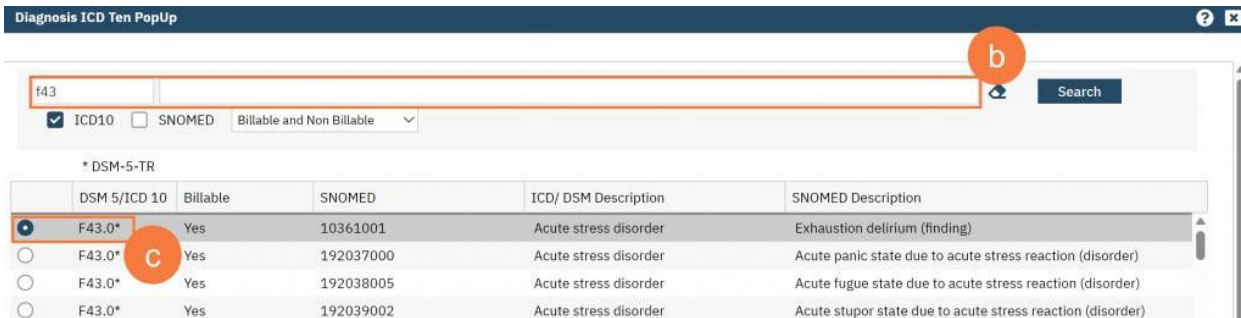 Diagnosis ICD Ten PopUp
b
f43
Search
ICD10 SNOMED Billable and Non Billable
* DSM-5-TR
DSM 5/ICD 10 Billable SNOMED ICD/ DSM Description SNOMED Description
F43.0* Yes 10361001 Acute stress disorder Exhaustion delirium (finding)
c
F43.0* Yes 192037000 Acute stress disorder Acute panic state due to acute stress reaction (disorder)
F43.0* Yes 192038005 Acute stress disorder Acute fugue state due to acute stress reaction (disorder)
F43.0* Yes 192039002 Acute stress disorder Acute stupor state due to acute stress reaction (disorder)